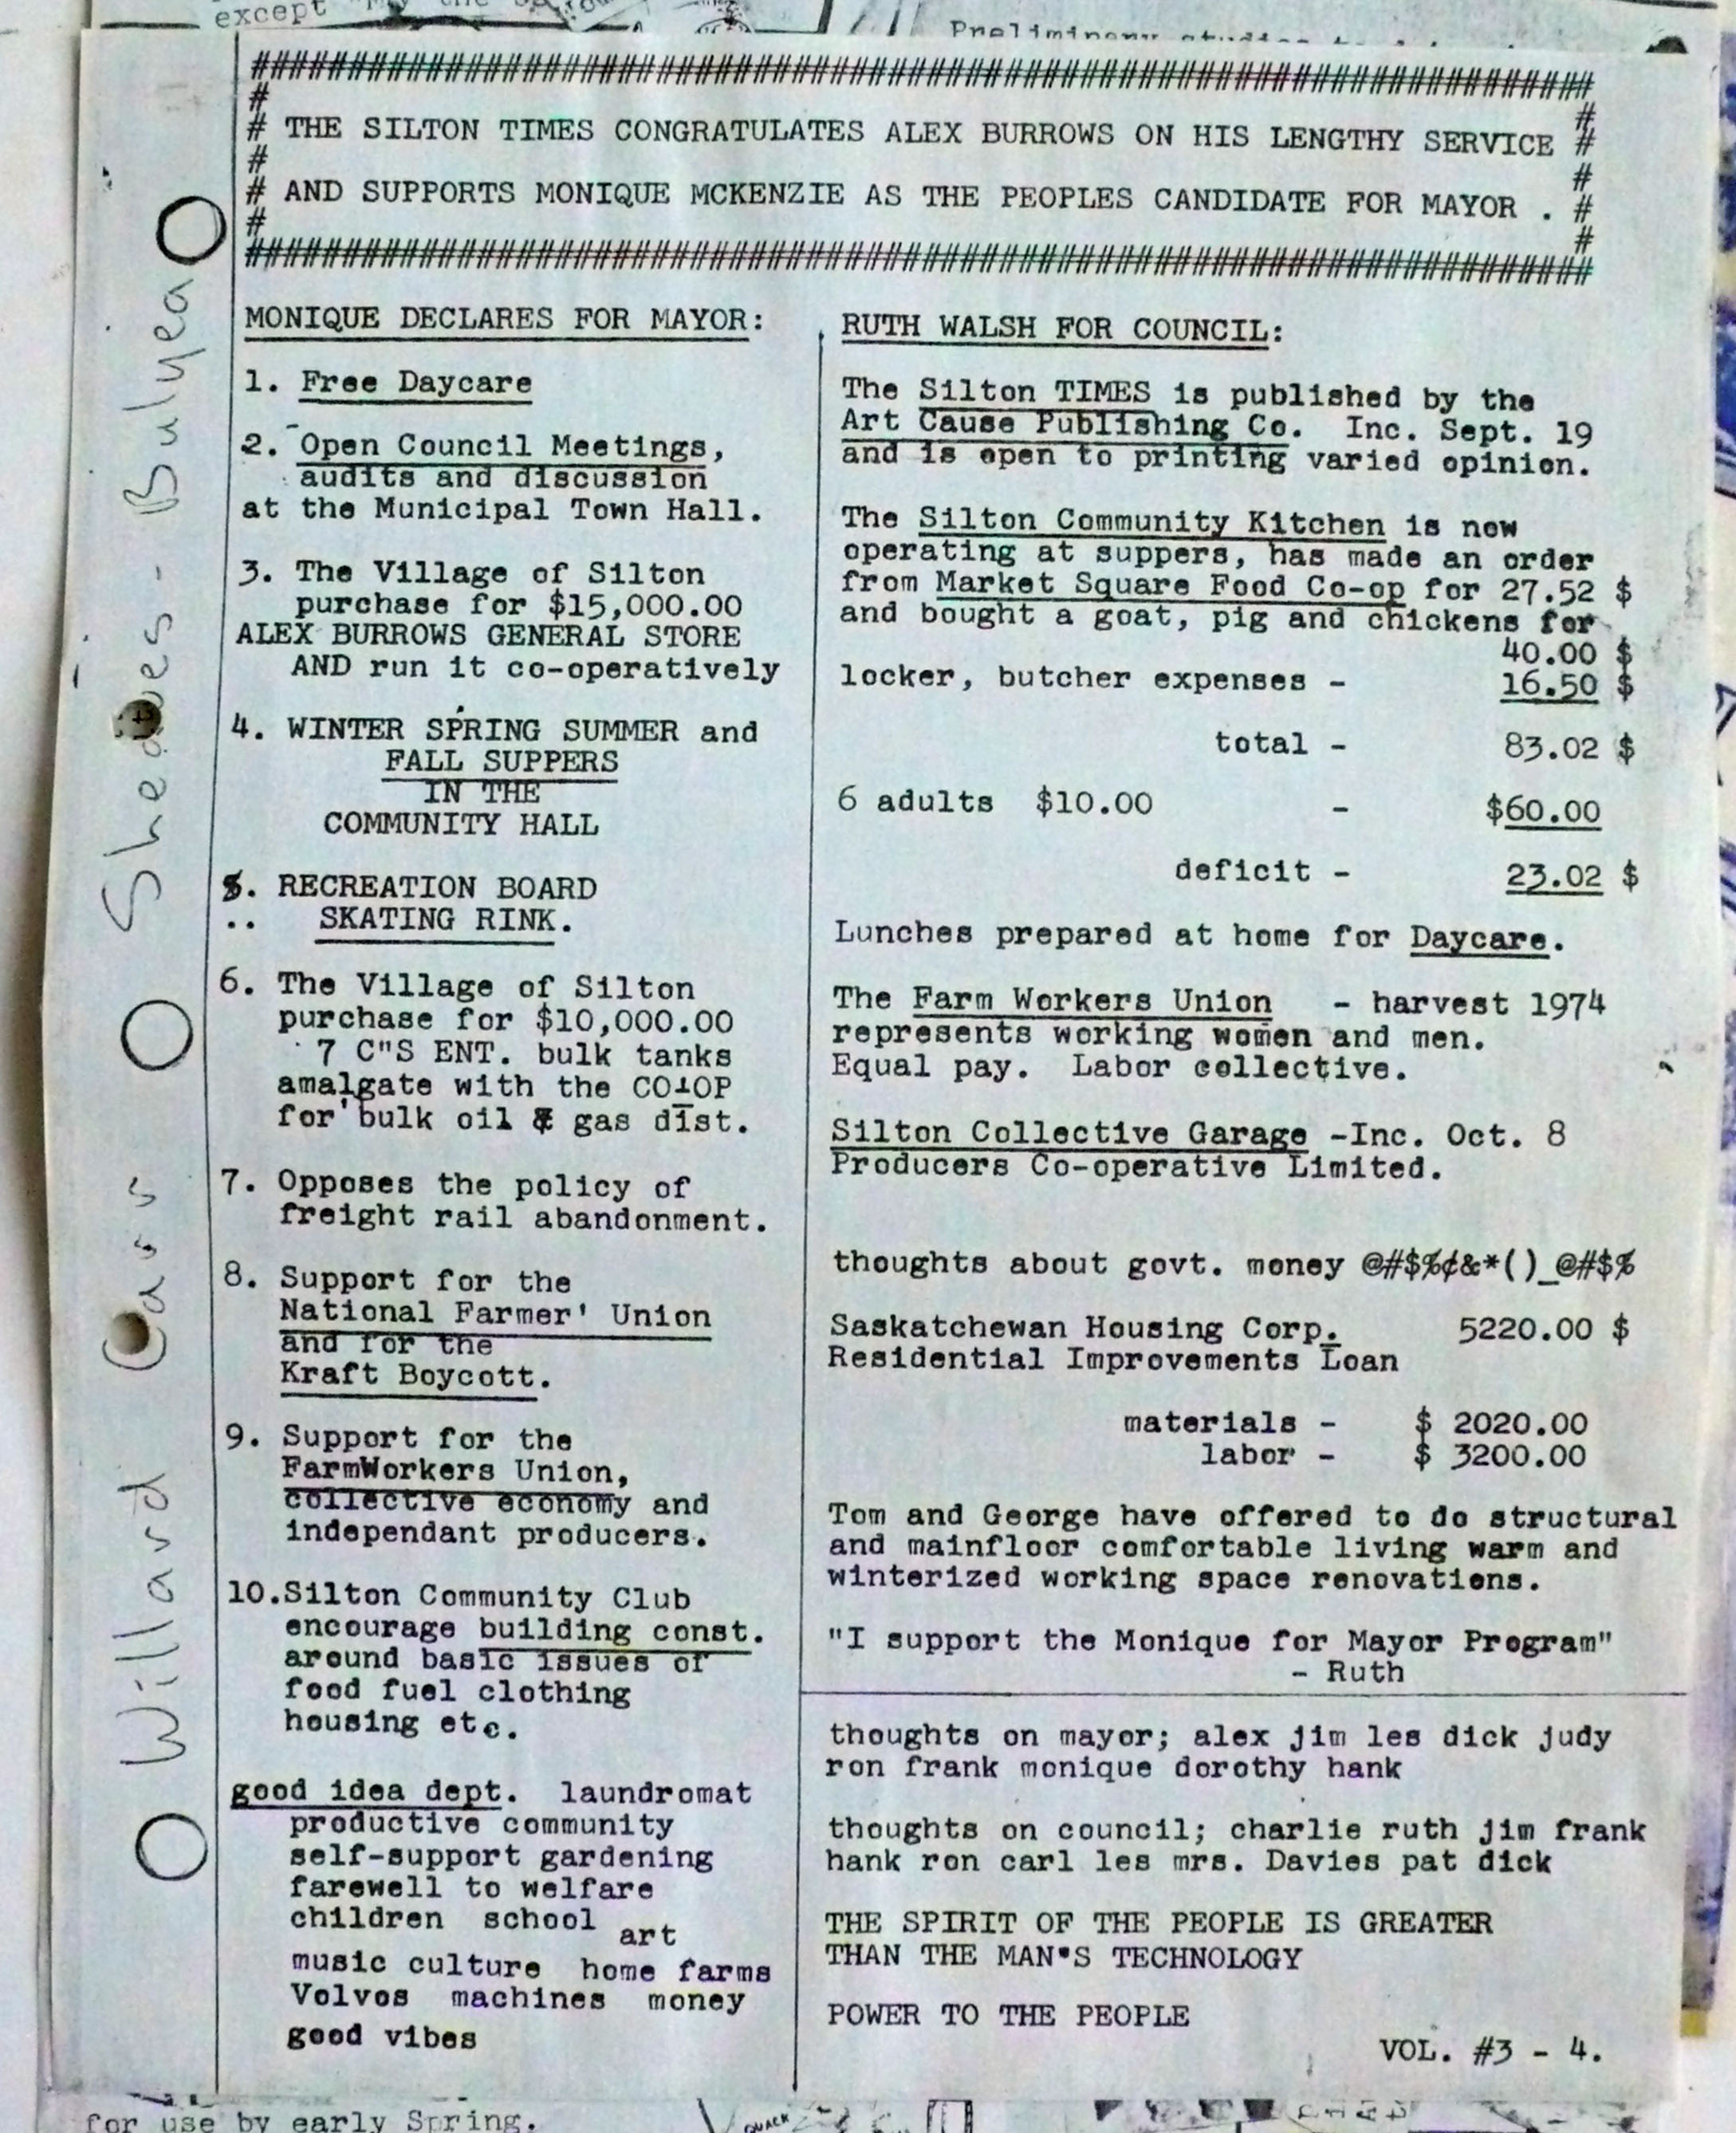 except
Preliminary studies
####################################################################
#
# THE SILTON TIMES CONGRATULATES ALEX BURROWS ON HIS LENGTHY SERVICE #
#
# AND SUPPORTS MONIQUE MCKENZIE AS THE PEOPLES CANDIDATE FOR MAYOR . #
#
####################################################################
MONIQUE DECLARES FOR MAYOR:
1. Free Daycare
2. Open Council Meetings,
audits and discussion
at the Municipal Town Hall.
3. The Village of Silton
purchase for $15,000.00
ALEX BURROWS GENERAL STORE
AND run it co-operatively
4. WINTER SPRING SUMMER and
FALL SUPPERS
IN THE
COMMUNITY HALL
5. RECREATION BOARD
.. SKATING RINK.
6. The Village of Silton
purchase for $10,000.00
7 C"S ENT. bulk tanks
amalgate with the CO-OP
for bulk oil & gas dist.
7. Opposes the policy of
freight rail abandonment.
8. Support for the
National Farmer' Union
and for the
Kraft Boycott.
9. Support for the
FarmWorkers Union,
collective economy and
independant producers.
10.Silton Community Club
encourage building const.
around basic issues of
food fuel clothing
housing etc.
good idea dept. laundromat
productive community
self-support gardening
farewell to welfare
children school art
music culture home farms
Volvos machines money
good vibes
RUTH WALSH FOR COUNCIL:
The Silton TIMES is published by the
Art Cause Publishing Co. Inc. Sept. 19
and is open to printing varied opinion.
The Silton Community Kitchen is now
operating at suppers, has made an order
from Market Square Food Co-op for 27.52 $
and bought a goat, pig and chickens for
40.00 $
locker, butcher expenses - 16.50 $
total - 83.02 $
6 adults $10.00 - $60.00
deficit - 23.02 $
Lunches prepared at home for Daycare.
The Farm Workers Union - harvest 1974
represents working women and men.
Equal pay. Labor collective.
Silton Collective Garage -Inc. Oct. 8
Producers Co-operative Limited.
thoughts about govt. money @#$%¢&*()_@#$%
Saskatchewan Housing Corp. 5220.00 $
Residential Improvements Loan
materials - $ 2020.00
labor - $ 3200.00
Tom and George have offered to do structural
and mainfloor comfortable living warm and
winterized working space renovations.
"I support the Monique for Mayor Program"
- Ruth
thoughts on mayor; alex jim les dick judy
ron frank monique dorothy hank
thoughts on council; charlie ruth jim frank
hank ron carl les mrs. Davies pat dick
THE SPIRIT OF THE PEOPLE IS GREATER
THAN THE MAN'S TECHNOLOGY
POWER TO THE PEOPLE
VOL. #3 - 4.
Willard Carr Sheaves - Bulyea
for use by early Spring.
QUACK